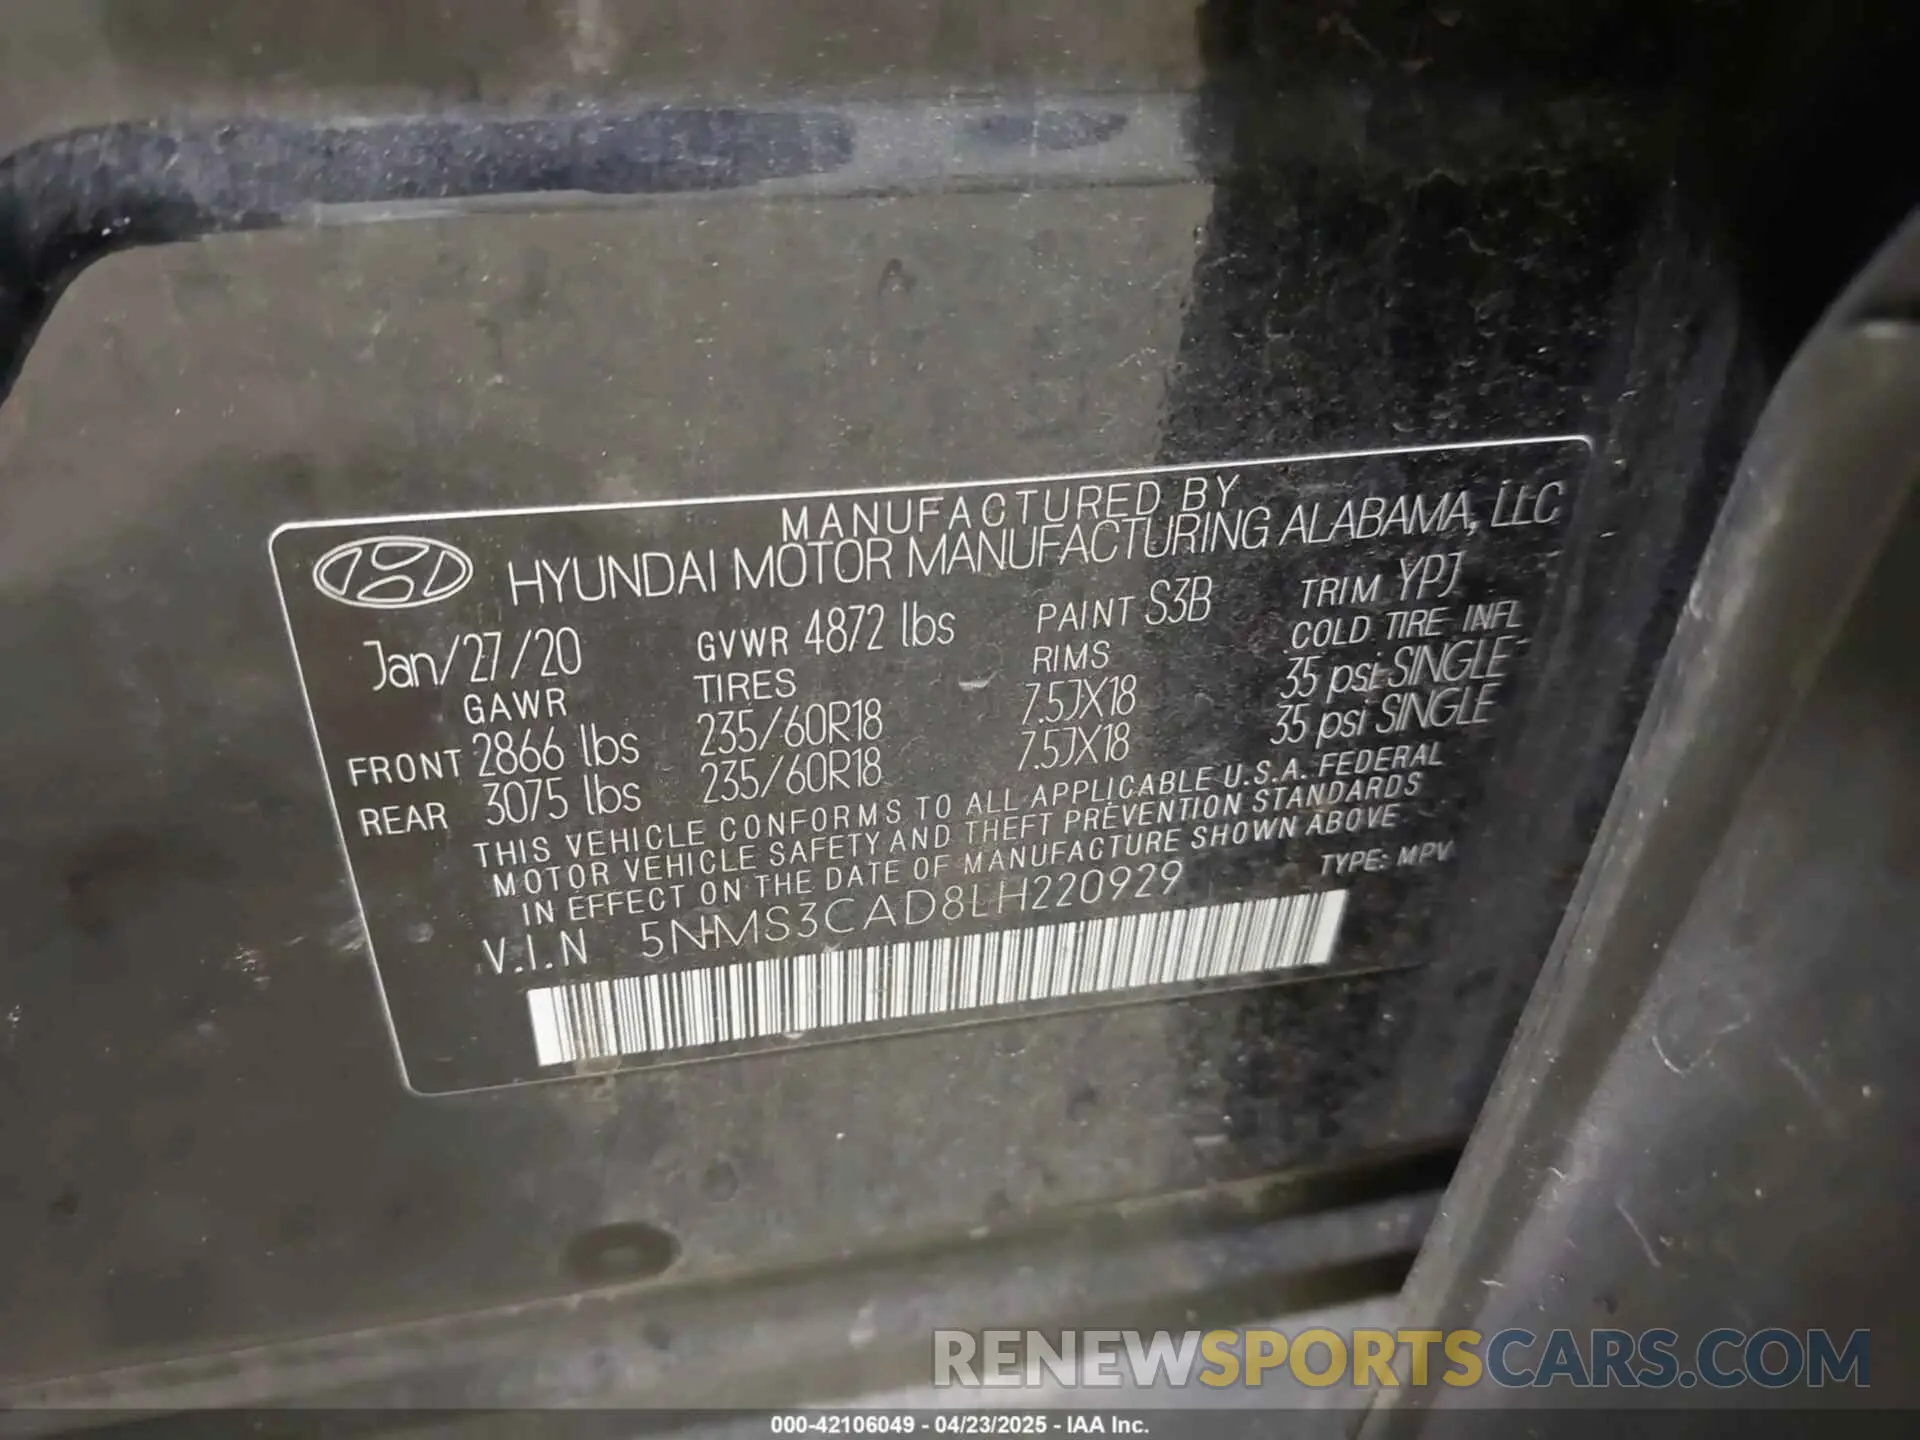 MANUFACTURED BY
HYUNDAI MOTOR MANUFACTURING ALABAMA, LLC
Jan/27/20 GVWR 4872 lbs PAINT S3B TRIM YPJ
GAWR TIRES RIMS COLD TIRE INFL
FRONT 2866 lbs 235/60R18 7.5JX18 35 psi SINGLE
REAR 3075 lbs 235/60R18 7.5JX18 35 psi SINGLE
THIS VEHICLE CONFORMS TO ALL APPLICABLE U.S.A. FEDERAL
MOTOR VEHICLE SAFETY AND THEFT PREVENTION STANDARDS
IN EFFECT ON THE DATE OF MANUFACTURE SHOWN ABOVE
V.I.N 5NMS3CAD8LH220929 TYPE: MPV
RENEWSPORTSCARS.COM
000-42106049 - 04/23/2025 - IAA Inc.